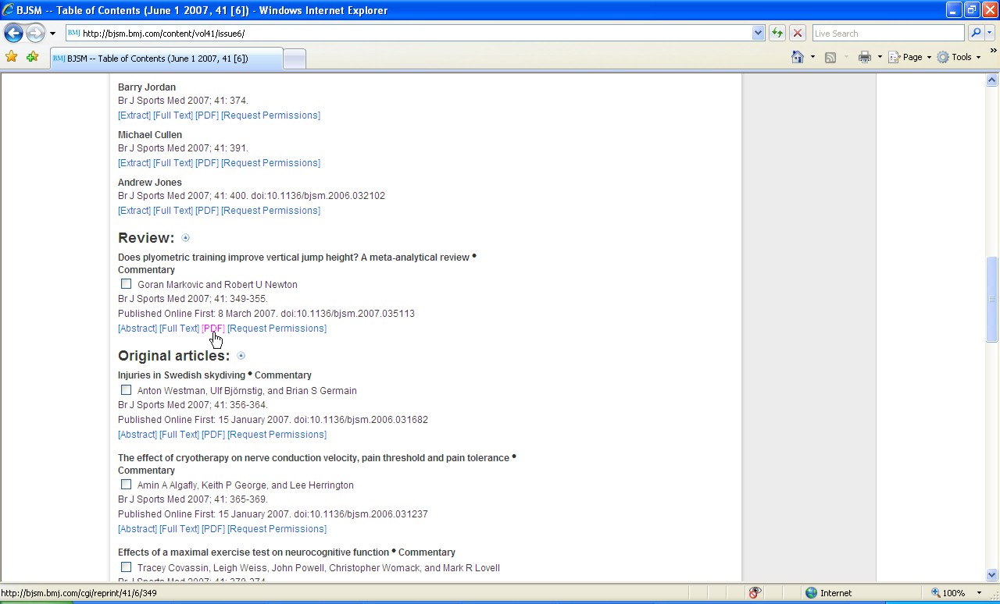 BJSM -- Table of Contents (June 1 2007, 41 [6]) - Windows Internet Explorer
BMJ http://bjsm.bmj.com/content/vol41/issue6/
Live Search
BMJ BJSM -- Table of Contents (June 1 2007, 41 [6])
Page
Tools
»
Barry Jordan
Br J Sports Med 2007; 41: 374.
[Extract] [Full Text] [PDF] [Request Permissions]
Michael Cullen
Br J Sports Med 2007; 41: 391.
[Extract] [Full Text] [PDF] [Request Permissions]
Andrew Jones
Br J Sports Med 2007; 41: 400. doi:10.1136/bjsm.2006.032102
[Extract] [Full Text] [PDF] [Request Permissions]
Review:
Does plyometric training improve vertical jump height? A meta-analytical review •
Commentary
Goran Markovic and Robert U Newton
Br J Sports Med 2007; 41: 349-355.
Published Online First: 8 March 2007. doi:10.1136/bjsm.2007.035113
[Abstract] [Full Text] [PDF] [Request Permissions]
Original articles:
Injuries in Swedish skydiving • Commentary
Anton Westman, Ulf Björnstig, and Brian S Germain
Br J Sports Med 2007; 41: 356-364.
Published Online First: 15 January 2007. doi:10.1136/bjsm.2006.031682
[Abstract] [Full Text] [PDF] [Request Permissions]
The effect of cryotherapy on nerve conduction velocity, pain threshold and pain tolerance •
Commentary
Amin A Algafly, Keith P George, and Lee Herrington
Br J Sports Med 2007; 41: 365-369.
Published Online First: 15 January 2007. doi:10.1136/bjsm.2006.031237
[Abstract] [Full Text] [PDF] [Request Permissions]
Effects of a maximal exercise test on neurocognitive function • Commentary
Tracey Covassin, Leigh Weiss, John Powell, Christopher Womack, and Mark R Lovell
Br J Sports Med 2007; 41: 370-374.
http://bjsm.bmj.com/cgi/reprint/41/6/349
Internet
100%